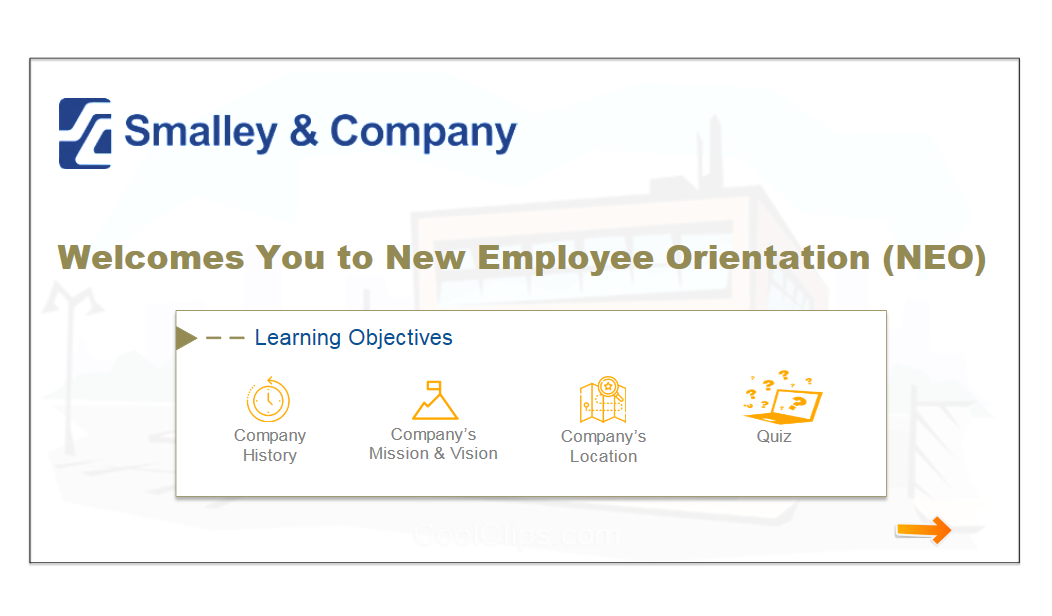 Smalley & Company
Welcomes You to New Employee Orientation (NEO)
Learning Objectives
Company
History
Company's
Mission & Vision
Company's
Location
Quiz
CoolClips.com